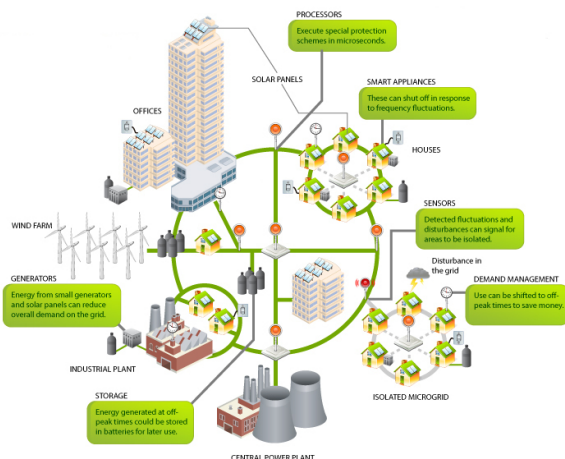 PROCESSORS
Execute special protection
schemes in microseconds.
SOLAR PANELS
SMART APPLIANCES
These can shut off in response
to frequency fluctuations.
OFFICES
HOUSES
SENSORS
Detected fluctuations and
disturbances can signal for
areas to be isolated.
WIND FARM
Disturbance in
the grid
GENERATORS
Energy from small generators
and solar panels can reduce
overall demand on the grid.
DEMAND MANAGEMENT
Use can be shifted to off-
peak times to save money.
INDUSTRIAL PLANT
ISOLATED MICROGRID
STORAGE
Energy generated at off-
peak times could be stored
in batteries for later use.
CENTRAL POWER PLANT